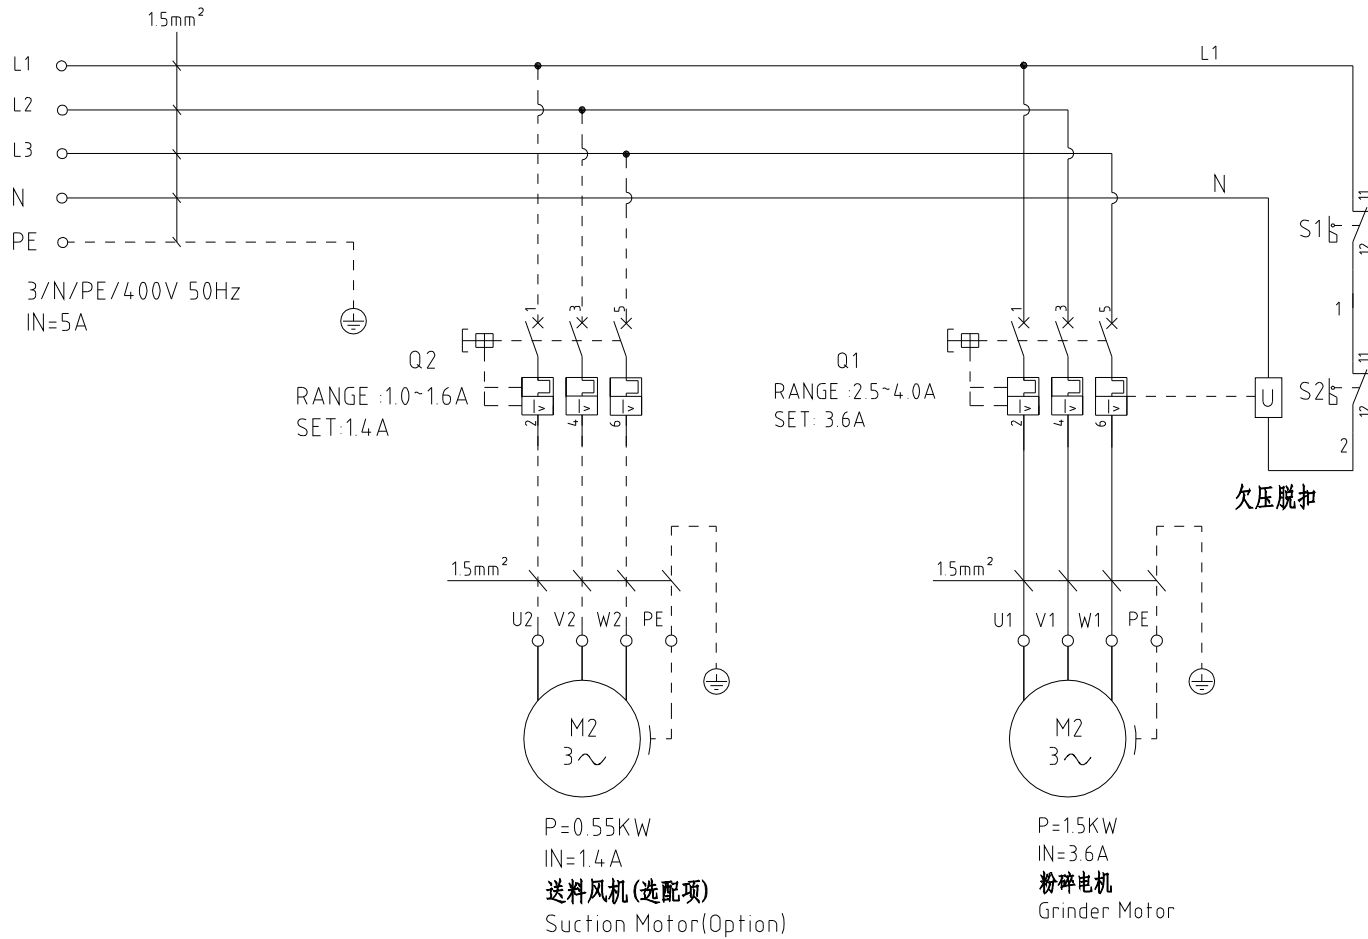 1.5mm²
L1
L1
L2
L3
N
N
PE
3/N/PE/400V 50Hz
IN=5A
11
S1
12
1
1 3 5
Q2
RANGE :1.0~1.6A
SET:1.4A
I> I> I>
2 4 6
1 3 5
Q1
RANGE :2.5~4.0A
SET: 3.6A
I> I> I>
2 4 6
U
11
S2
12
2
欠压脱扣
1.5mm²
U2 V2 W2 PE
M2
3~
P=0.55KW
IN=1.4A
送料风机(选配项)
Suction Motor(Option)
1.5mm²
U1 V1 W1 PE
M2
3~
P=1.5KW
IN=3.6A
粉碎电机
Grinder Motor